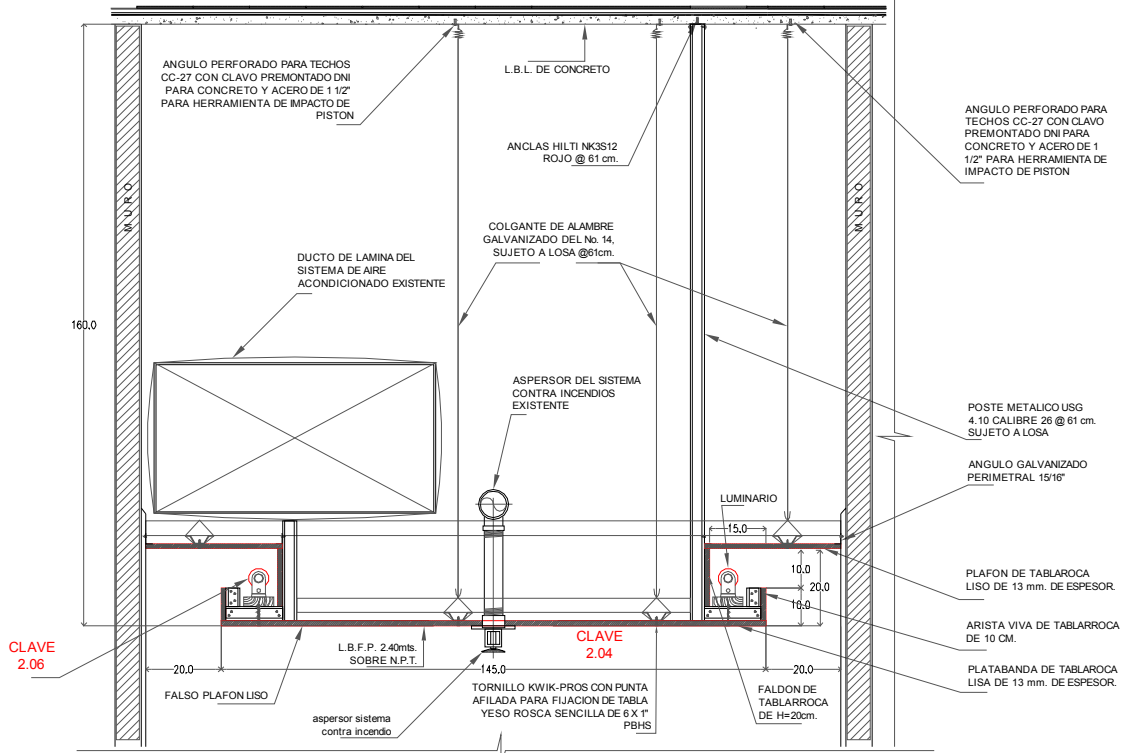 ANGULO PERFORADO PARA TECHOS
CC-27 CON CLAVO PREMONTADO DNI
PARA CONCRETO Y ACERO DE 1 1/2"
PARA HERRAMIENTA DE IMPACTO DE
PISTON
L.B.L. DE CONCRETO
ANCLAS HILTI NK3S12
ROJO @ 61 cm.
ANGULO PERFORADO PARA
TECHOS CC-27 CON CLAVO
PREMONTADO DNI PARA
CONCRETO Y ACERO DE 1
1/2" PARA HERRAMIENTA DE
IMPACTO DE PISTON
MURO
MURO
COLGANTE DE ALAMBRE
GALVANIZADO DEL No. 14,
SUJETO A LOSA @61cm.
DUCTO DE LAMINA DEL
SISTEMA DE AIRE
ACONDICIONADO EXISTENTE
160.0
ASPERSOR DEL SISTEMA
CONTRA INCENDIOS
EXISTENTE
POSTE METALICO USG
4.10 CALIBRE 26 @ 61 cm.
SUJETO A LOSA
ANGULO GALVANIZADO
PERIMETRAL 15/16"
LUMINARIO
15.0
10.0
20.0
10.0
PLAFON DE TABLAROCA
LISO DE 13 mm. DE ESPESOR.
ARISTA VIVA DE TABLARROCA
DE 10 CM.
PLATABANDA DE TABLAROCA
LISA DE 13 mm. DE ESPESOR.
CLAVE
2.06
CLAVE
2.04
L.B.F.P. 2.40mts.
SOBRE N.P.T.
20.0
145.0
20.0
FALSO PLAFON LISO
TORNILLO KWIK-PROS CON PUNTA
AFILADA PARA FIJACION DE TABLA
YESO ROSCA SENCILLA DE 6 X 1"
PBHS
FALDON DE
TABLARROCA
DE H=20cm.
aspersor sistema
contra incendio